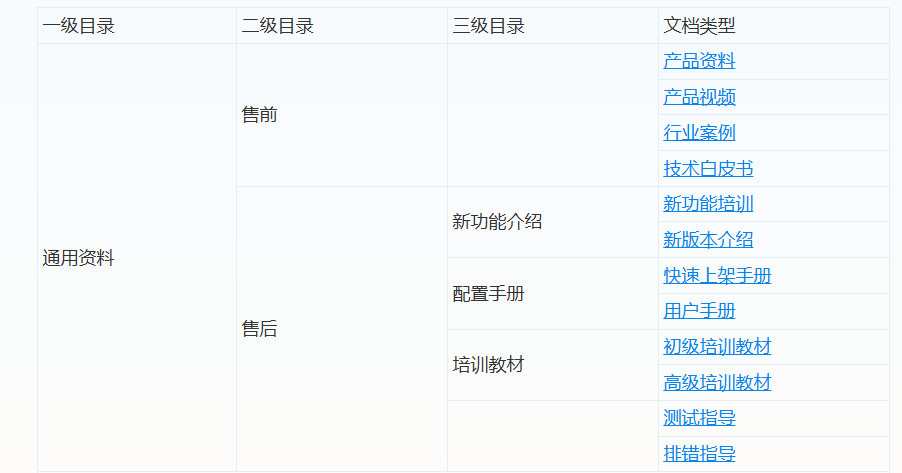 一级目录 二级目录 三级目录 文档类型
产品资料
产品视频
售前
行业案例
技术白皮书
新功能培训
新功能介绍
新版本介绍
通用资料
快速上架手册
配置手册
用户手册
售后
初级培训教材
培训教材
高级培训教材
测试指导
排错指导